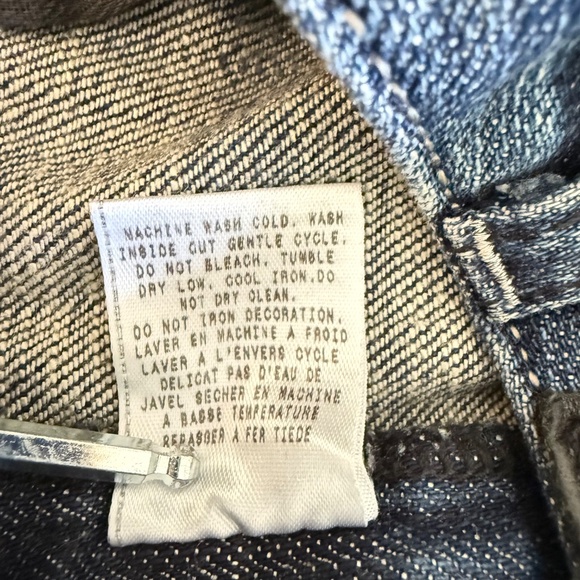 MACHINE WASH COLD. WASH
INSIDE OUT GENTLE CYCLE.
DO NOT BLEACH. TUMBLE
DRY LOW. COOL IRON.DO
NOT DRY CLEAN.
DO NOT IRON DECORATION.
LAVER EN MACHINE A FROID
LAVER A L'ENVERS CYCLE
DELICAT PAS D'EAU DE
JAVEL SECHER EN MACHINE
A BASSE TEMPERATURE
REPASSER A FER TIEDE